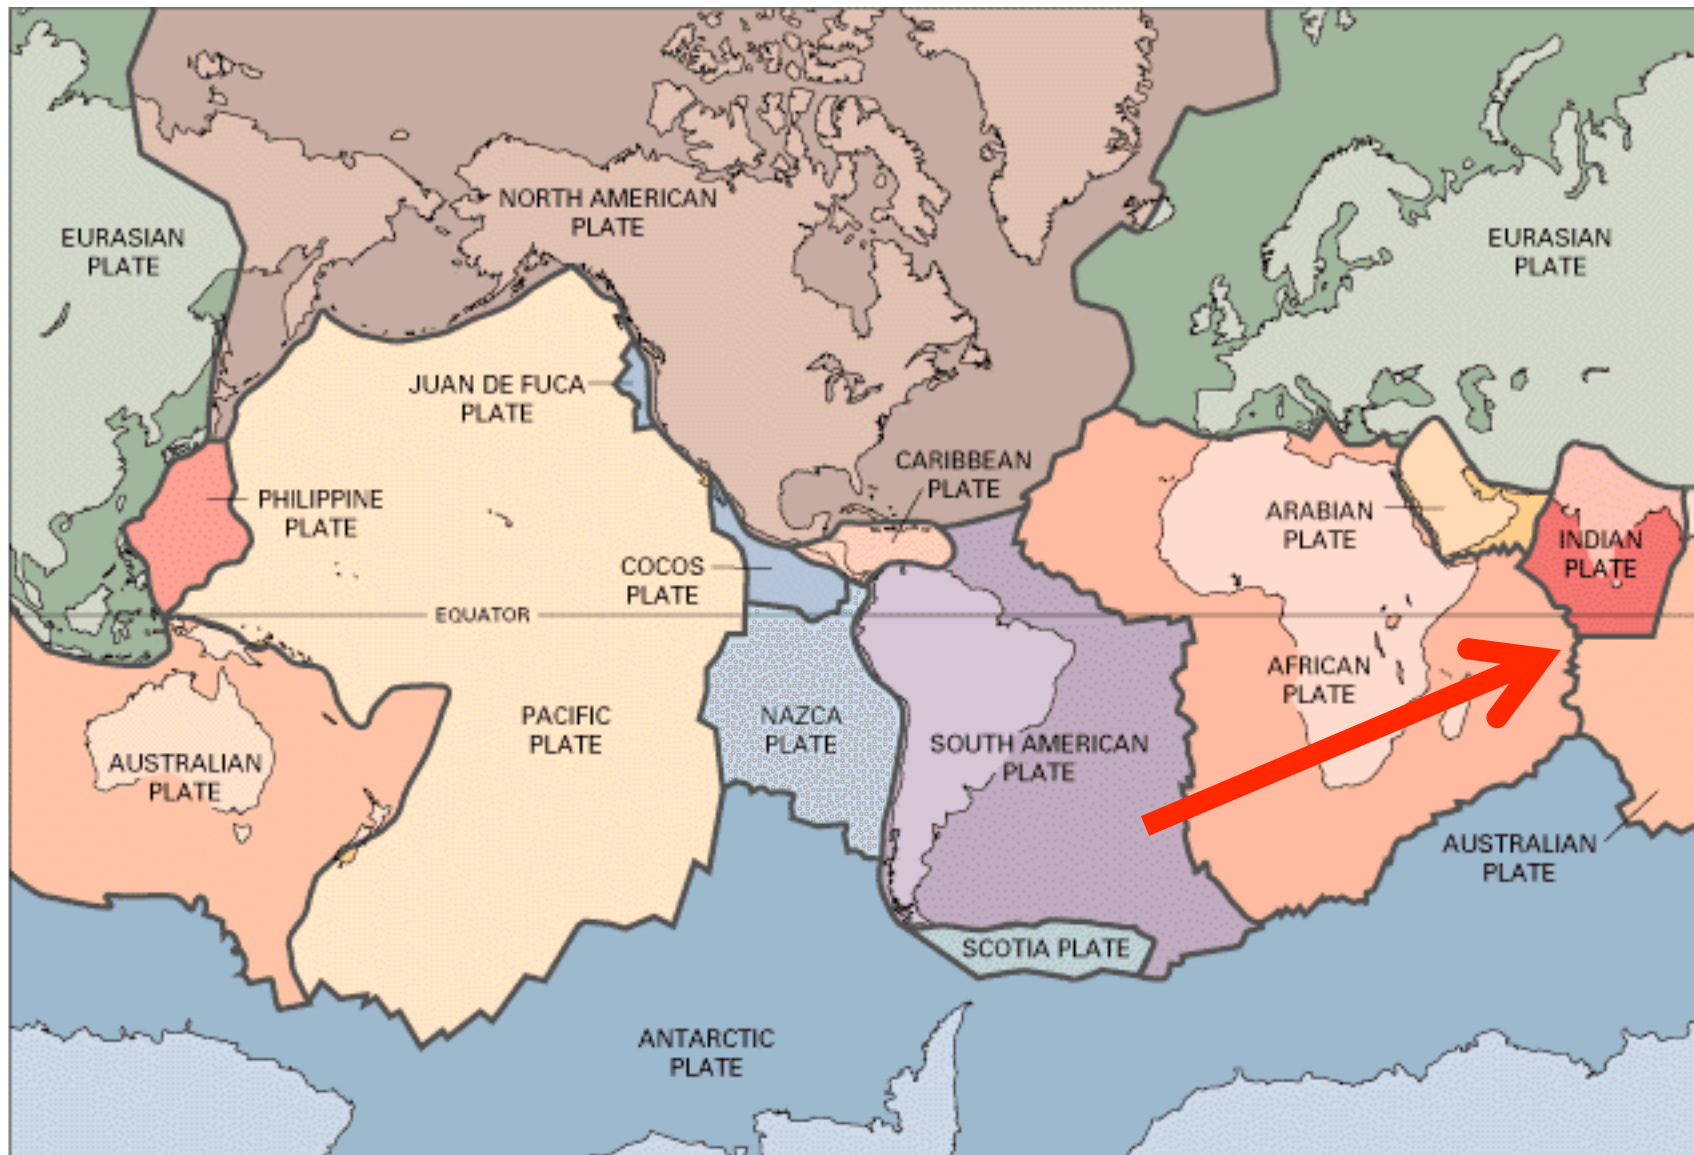 NORTH AMERICAN
PLATE
EURASIAN
PLATE
EURASIAN
PLATE
JUAN DE FUCA
PLATE
CARIBBEAN
PLATE
PHILIPPINE
PLATE
ARABIAN
PLATE
INDIAN
PLATE
COCOS
PLATE
EQUATOR
AFRICAN
PLATE
PACIFIC
PLATE
NAZCA
PLATE
SOUTH AMERICAN
PLATE
AUSTRALIAN
PLATE
AUSTRALIAN
PLATE
SCOTIA PLATE
ANTARCTIC
PLATE